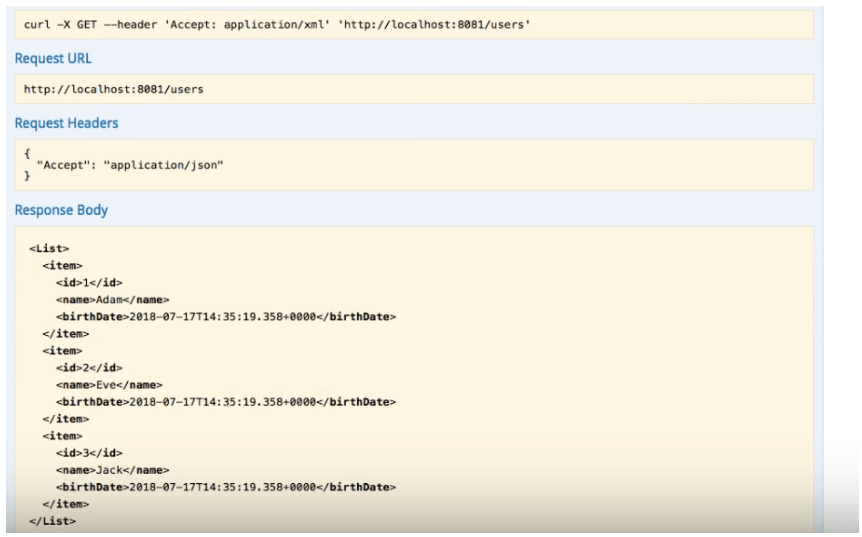 curl -X GET --header 'Accept: application/xml' 'http://localhost:8081/users'
Request URL
http://localhost:8081/users
Request Headers
{
  "Accept": "application/json"
}
Response Body
<List>
  <item>
    <id>1</id>
    <name>Adam</name>
    <birthDate>2018-07-17T14:35:19.358+0000</birthDate>
  </item>
  <item>
    <id>2</id>
    <name>Eve</name>
    <birthDate>2018-07-17T14:35:19.358+0000</birthDate>
  </item>
  <item>
    <id>3</id>
    <name>Jack</name>
    <birthDate>2018-07-17T14:35:19.358+0000</birthDate>
  </item>
</List>